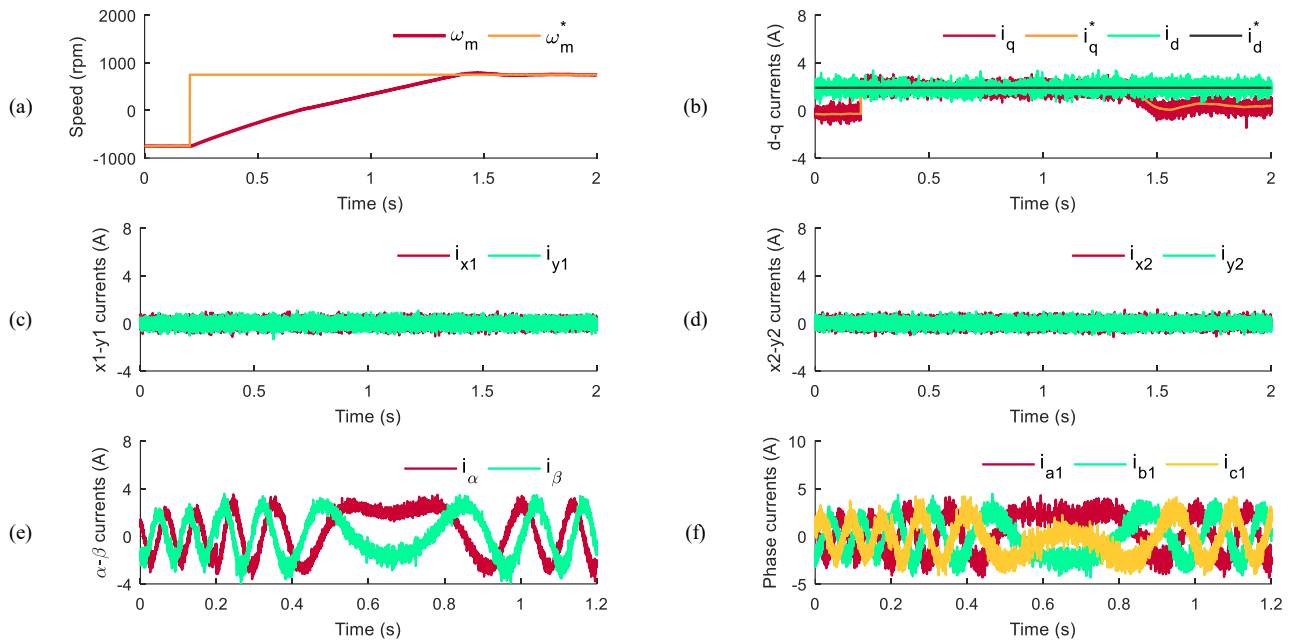 (a)
Speed (rpm)
2000
1000
0
-1000
ω_m ω_m^*
0 0.5 1 1.5 2
Time (s)
(b)
d-q currents (A)
8
4
0
-4
i_q i_q^* i_d i_d^*
0 0.5 1 1.5 2
Time (s)
(c)
x1-y1 currents (A)
8
4
0
-4
i_x1 i_y1
0 0.5 1 1.5 2
Time (s)
(d)
x2-y2 currents (A)
8
4
0
-4
i_x2 i_y2
0 0.5 1 1.5 2
Time (s)
(e)
α-β currents (A)
8
4
0
-4
i_α i_β
0 0.2 0.4 0.6 0.8 1 1.2
Time (s)
(f)
Phase currents (A)
10
5
0
-5
i_a1 i_b1 i_c1
0 0.2 0.4 0.6 0.8 1 1.2
Time (s)